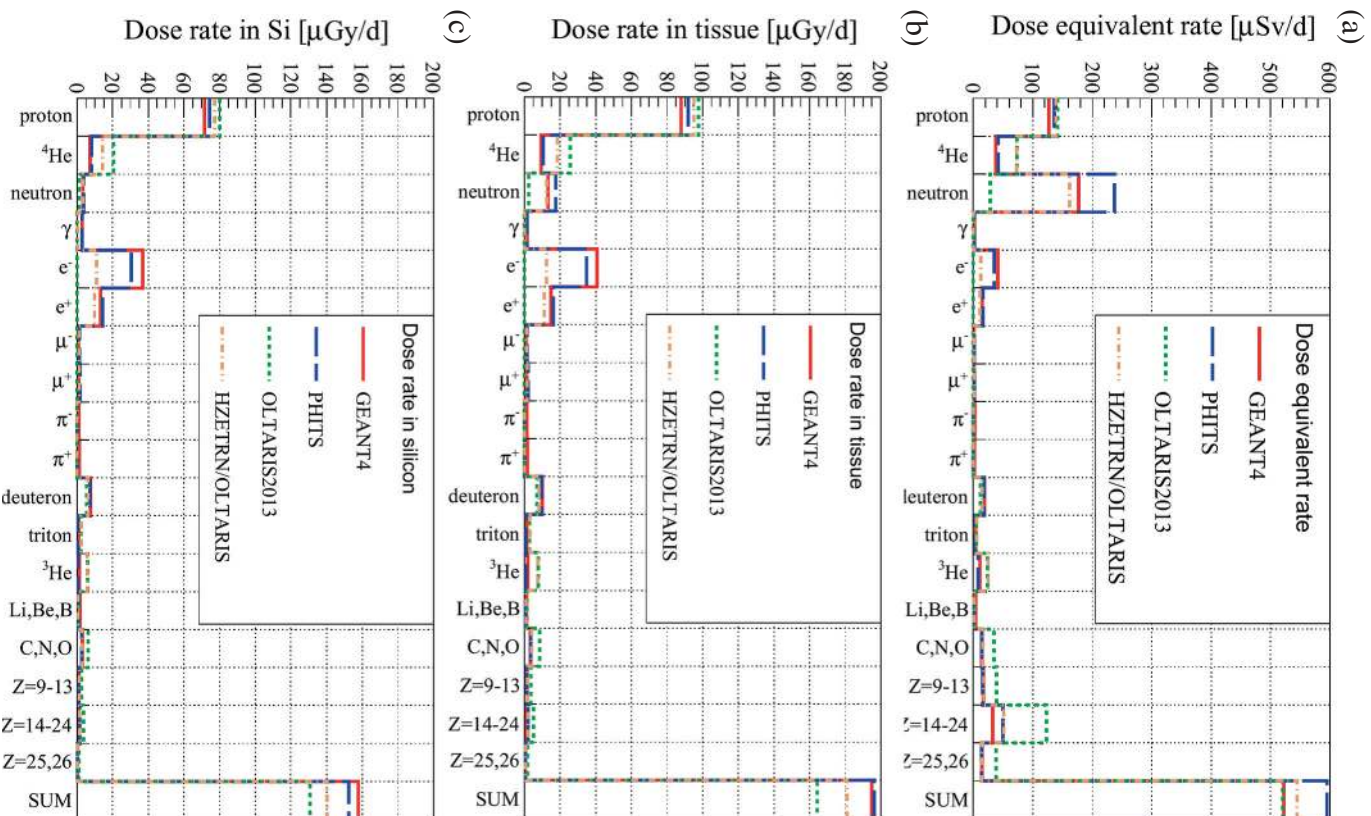 (a)
Dose equivalent rate [μSv/d]
0
100
200
300
400
500
600
proton
⁴He
neutron
γ
e⁻
e⁺
μ⁻
μ⁺
π⁻
π⁺
leuteron
triton
³He
Li,Be,B
C,N,O
Z=9-13
Z=14-24
Z=25,26
SUM
Dose equivalent rate
GEANT4
PHITS
OLTARIS2013
HZETRN/OLTARIS
(b)
Dose rate in tissue [μGy/d]
0
20
40
60
80
100
120
140
160
180
200
proton
⁴He
neutron
γ
e⁻
e⁺
μ⁻
μ⁺
π⁻
π⁺
deuteron
triton
³He
Li,Be,B
C,N,O
Z=9-13
Z=14-24
Z=25,26
SUM
Dose rate in tissue
GEANT4
PHITS
OLTARIS2013
HZETRN/OLTARIS
(c)
Dose rate in Si [μGy/d]
0
20
40
60
80
100
120
140
160
180
200
proton
⁴He
neutron
γ
e⁻
e⁺
μ⁻
μ⁺
π⁻
π⁺
deuteron
triton
³He
Li,Be,B
C,N,O
Z=9-13
Z=14-24
Z=25,26
SUM
Dose rate in silicon
GEANT4
PHITS
OLTARIS2013
HZETRN/OLTARIS